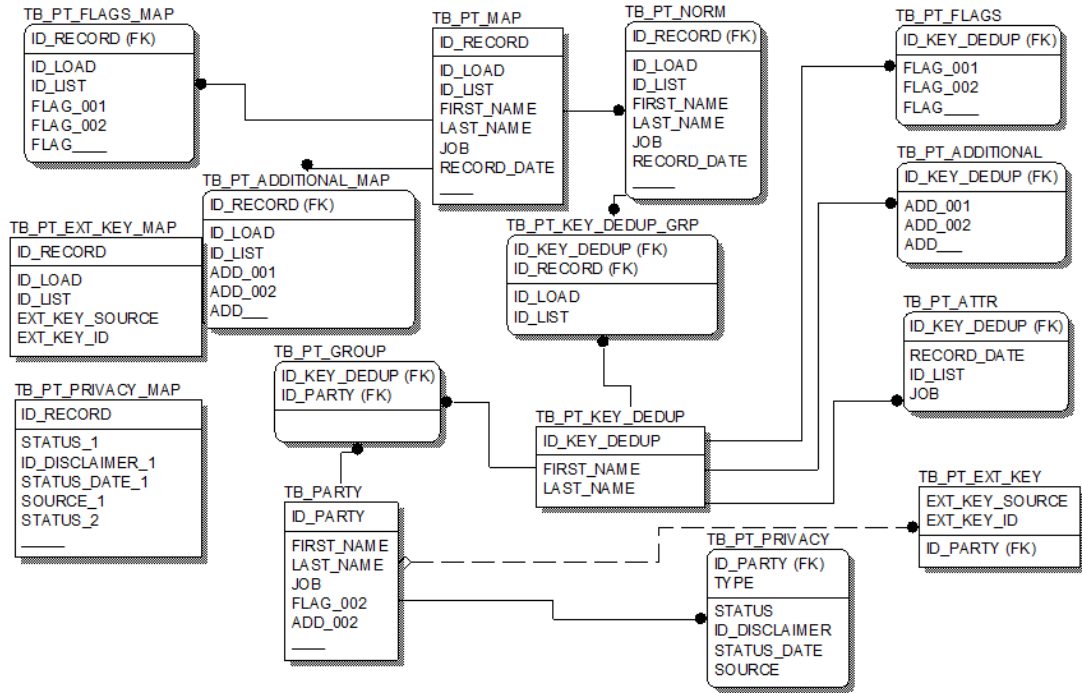 TB_PT_FLAGS_MAP
ID_RECORD (FK)
ID_LOAD
ID_LIST
FLAG_001
FLAG_002
FLAG____
TB_PT_MAP
ID_RECORD
ID_LOAD
ID_LIST
FIRST_NAME
LAST_NAME
JOB
RECORD_DATE
____
TB_PT_NORM
ID_RECORD (FK)
ID_LOAD
ID_LIST
FIRST_NAME
LAST_NAME
JOB
RECORD_DATE
_____
TB_PT_FLAGS
ID_KEY_DEDUP (FK)
FLAG_001
FLAG_002
FLAG____
TB_PT_ADDITIONAL_MAP
ID_RECORD (FK)
ID_LOAD
ID_LIST
ADD_001
ADD_002
ADD___
TB_PT_ADDITIONAL
ID_KEY_DEDUP (FK)
ADD_001
ADD_002
ADD___
TB_PT_EXT_KEY_MAP
ID_RECORD
ID_LOAD
ID_LIST
EXT_KEY_SOURCE
EXT_KEY_ID
TB_PT_KEY_DEDUP_GRP
ID_KEY_DEDUP (FK)
ID_RECORD (FK)
ID_LOAD
ID_LIST
TB_PT_ATTR
ID_KEY_DEDUP (FK)
RECORD_DATE
ID_LIST
JOB
TB_PT_GROUP
ID_KEY_DEDUP (FK)
ID_PARTY (FK)
TB_PT_PRIVACY_MAP
ID_RECORD
STATUS_1
ID_DISCLAIMER_1
STATUS_DATE_1
SOURCE_1
STATUS_2
_____
TB_PT_KEY_DEDUP
ID_KEY_DEDUP
FIRST_NAME
LAST_NAME
TB_PT_EXT_KEY
EXT_KEY_SOURCE
EXT_KEY_ID
ID_PARTY (FK)
TB_PARTY
ID_PARTY
FIRST_NAME
LAST_NAME
JOB
FLAG_002
ADD_002
____
TB_PT_PRIVACY
ID_PARTY (FK)
TYPE
STATUS
ID_DISCLAIMER
STATUS_DATE
SOURCE